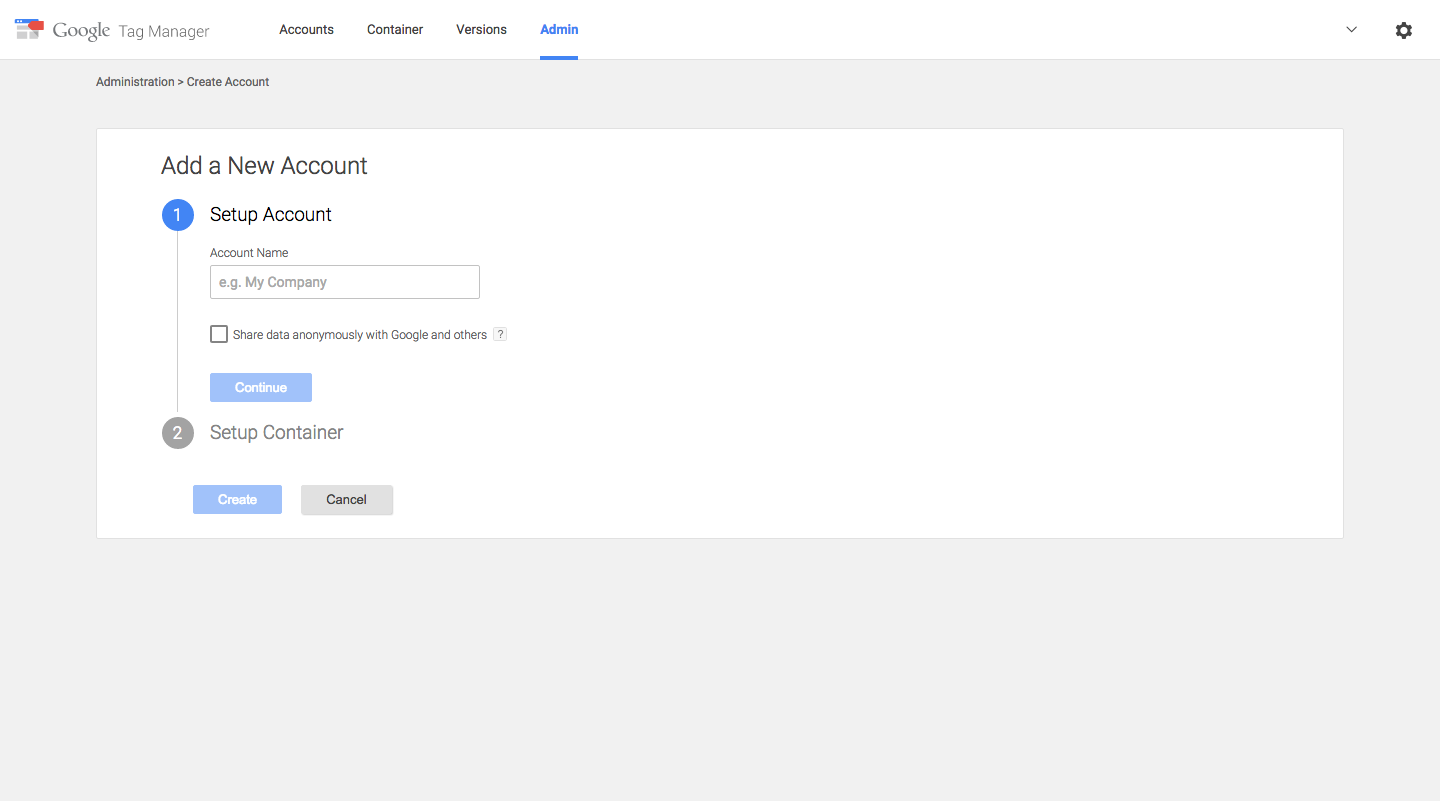 Google Tag Manager Accounts Container Versions Admin
Administration > Create Account
Add a New Account
1 Setup Account
Account Name
e.g. My Company
Share data anonymously with Google and others ?
Continue
2 Setup Container
Create Cancel